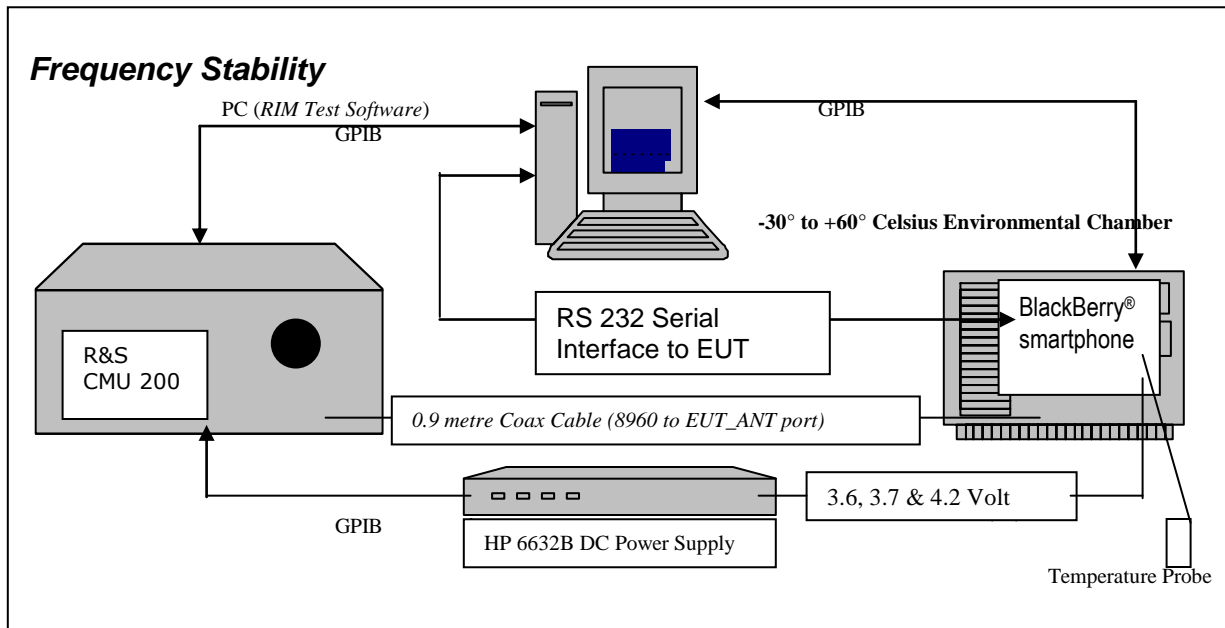 Frequency Stability
PC (RIM Test Software)
GPIB
GPIB
-30° to +60° Celsius Environmental Chamber
RS 232 Serial
Interface to EUT
BlackBerry®
smartphone
R&S
CMU 200
0.9 metre Coax Cable (8960 to EUT_ANT port)
3.6, 3.7 & 4.2 Volt
GPIB
HP 6632B DC Power Supply
Temperature Probe